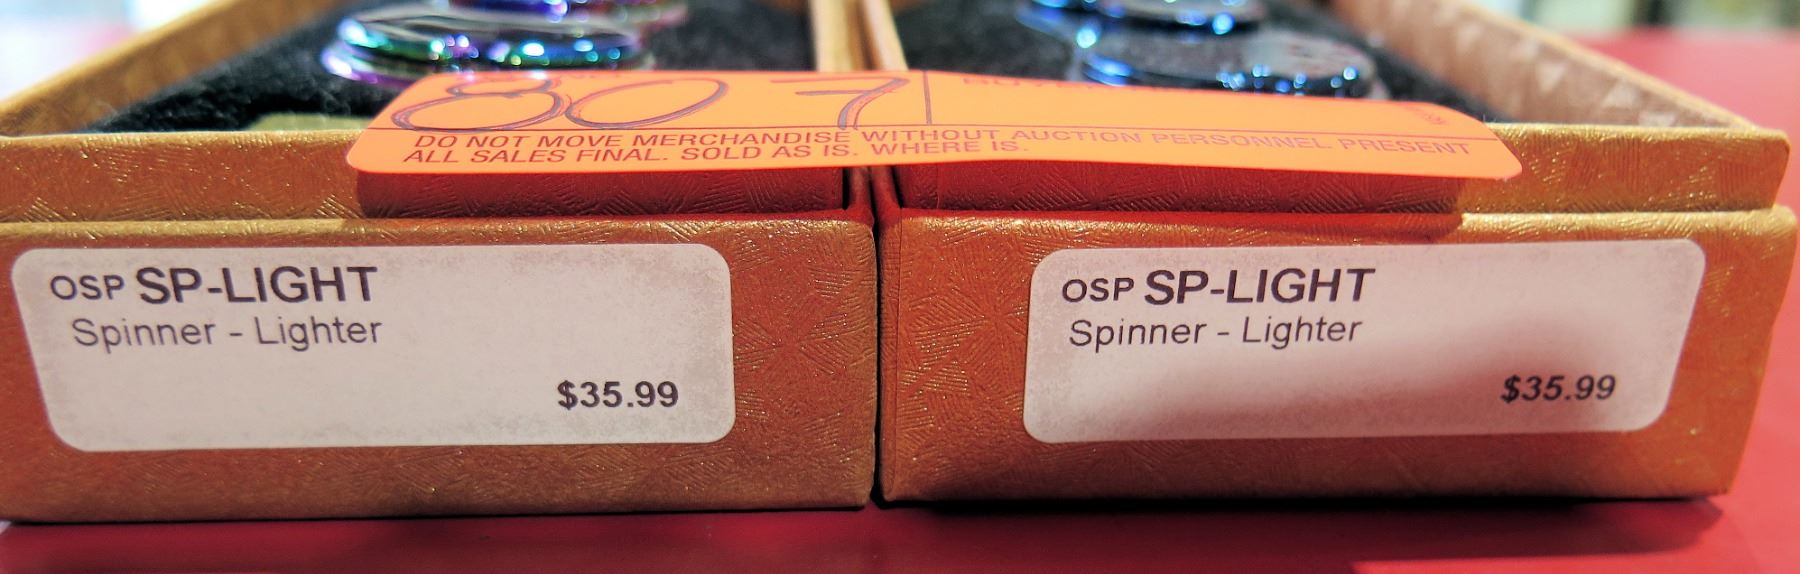 807
DO NOT MOVE MERCHANDISE WITHOUT AUCTION PERSONNEL PRESENT
ALL SALES FINAL. SOLD AS IS. WHERE IS.
OSP SP-LIGHT
Spinner - Lighter
$35.99
OSP SP-LIGHT
Spinner - Lighter
$35.99